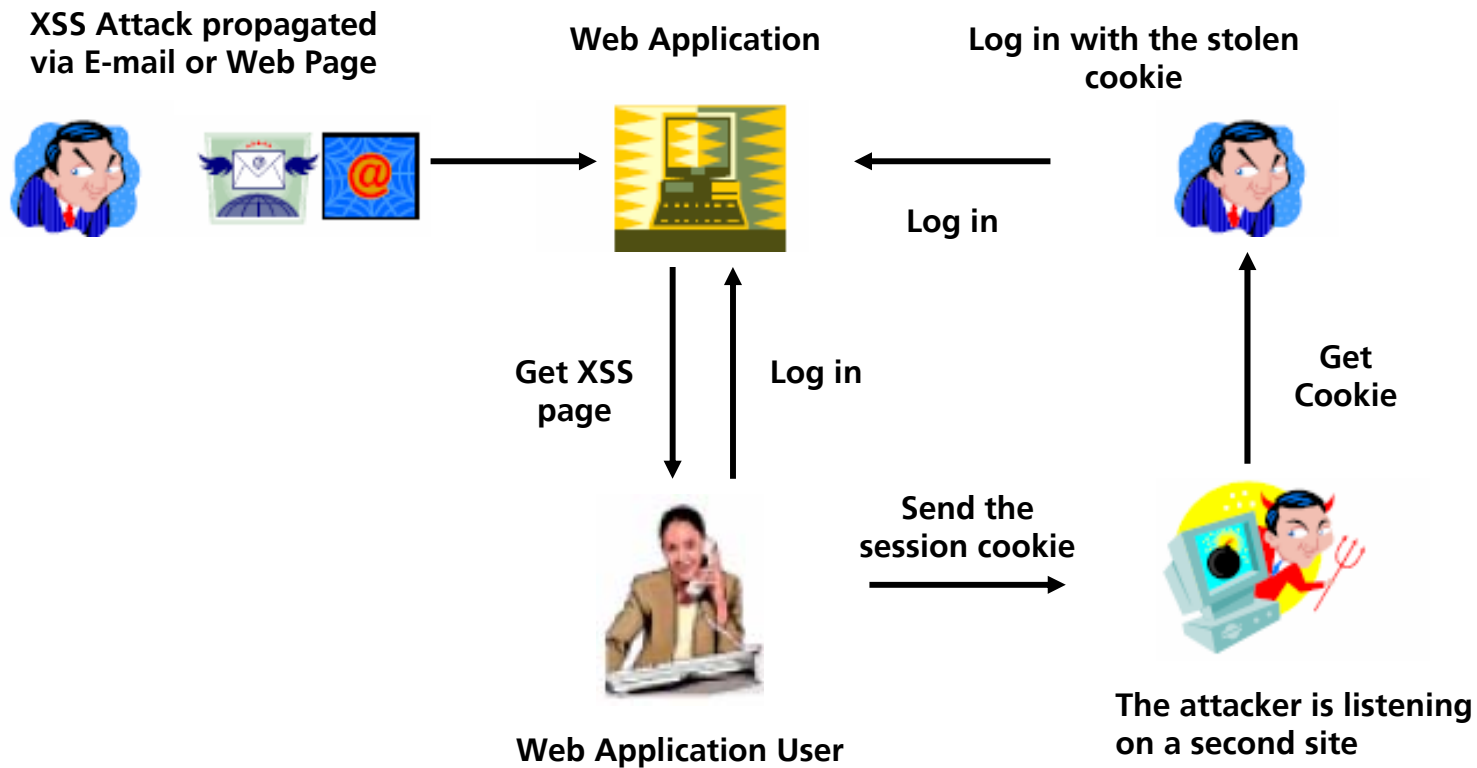 XSS Attack propagated
via E-mail or Web Page
Web Application
Log in with the stolen
cookie
@
@
Log in
Get XSS
page
Log in
Get
Cookie
Send the
session cookie
Web Application User
The attacker is listening
on a second site